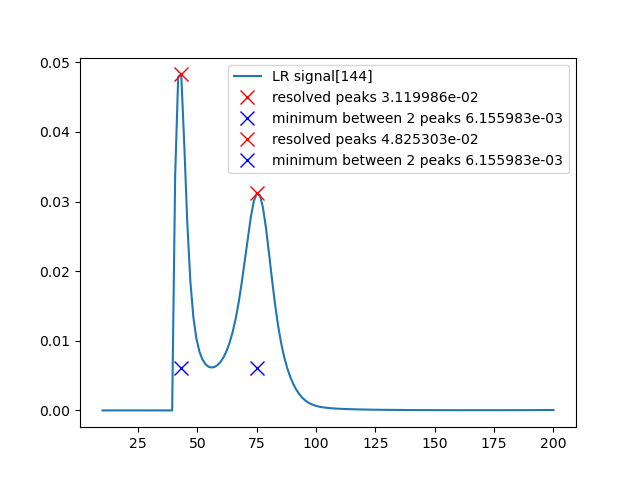 0.05
0.04
0.03
0.02
0.01
0.00
LR signal[144]
resolved peaks 3.119986e-02
minimum between 2 peaks 6.155983e-03
resolved peaks 4.825303e-02
minimum between 2 peaks 6.155983e-03
25 50 75 100 125 150 175 200